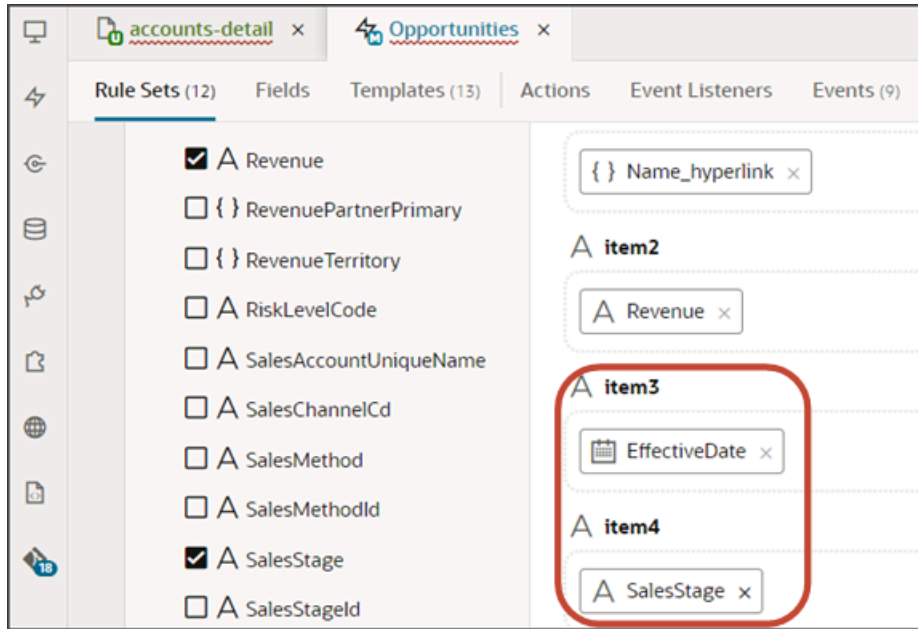 accounts-detail
Opportunities
Rule Sets (12) Fields Templates (13) Actions Event Listeners Events (9)
Revenue
{ } RevenuePartnerPrimary
{ } RevenueTerritory
RiskLevelCode
SalesAccountUniqueName
SalesChannelCd
SalesMethod
SalesMethodId
SalesStage
SalesStageId
{ } Name_hyperlink
item2
Revenue
item3
EffectiveDate
item4
SalesStage
18